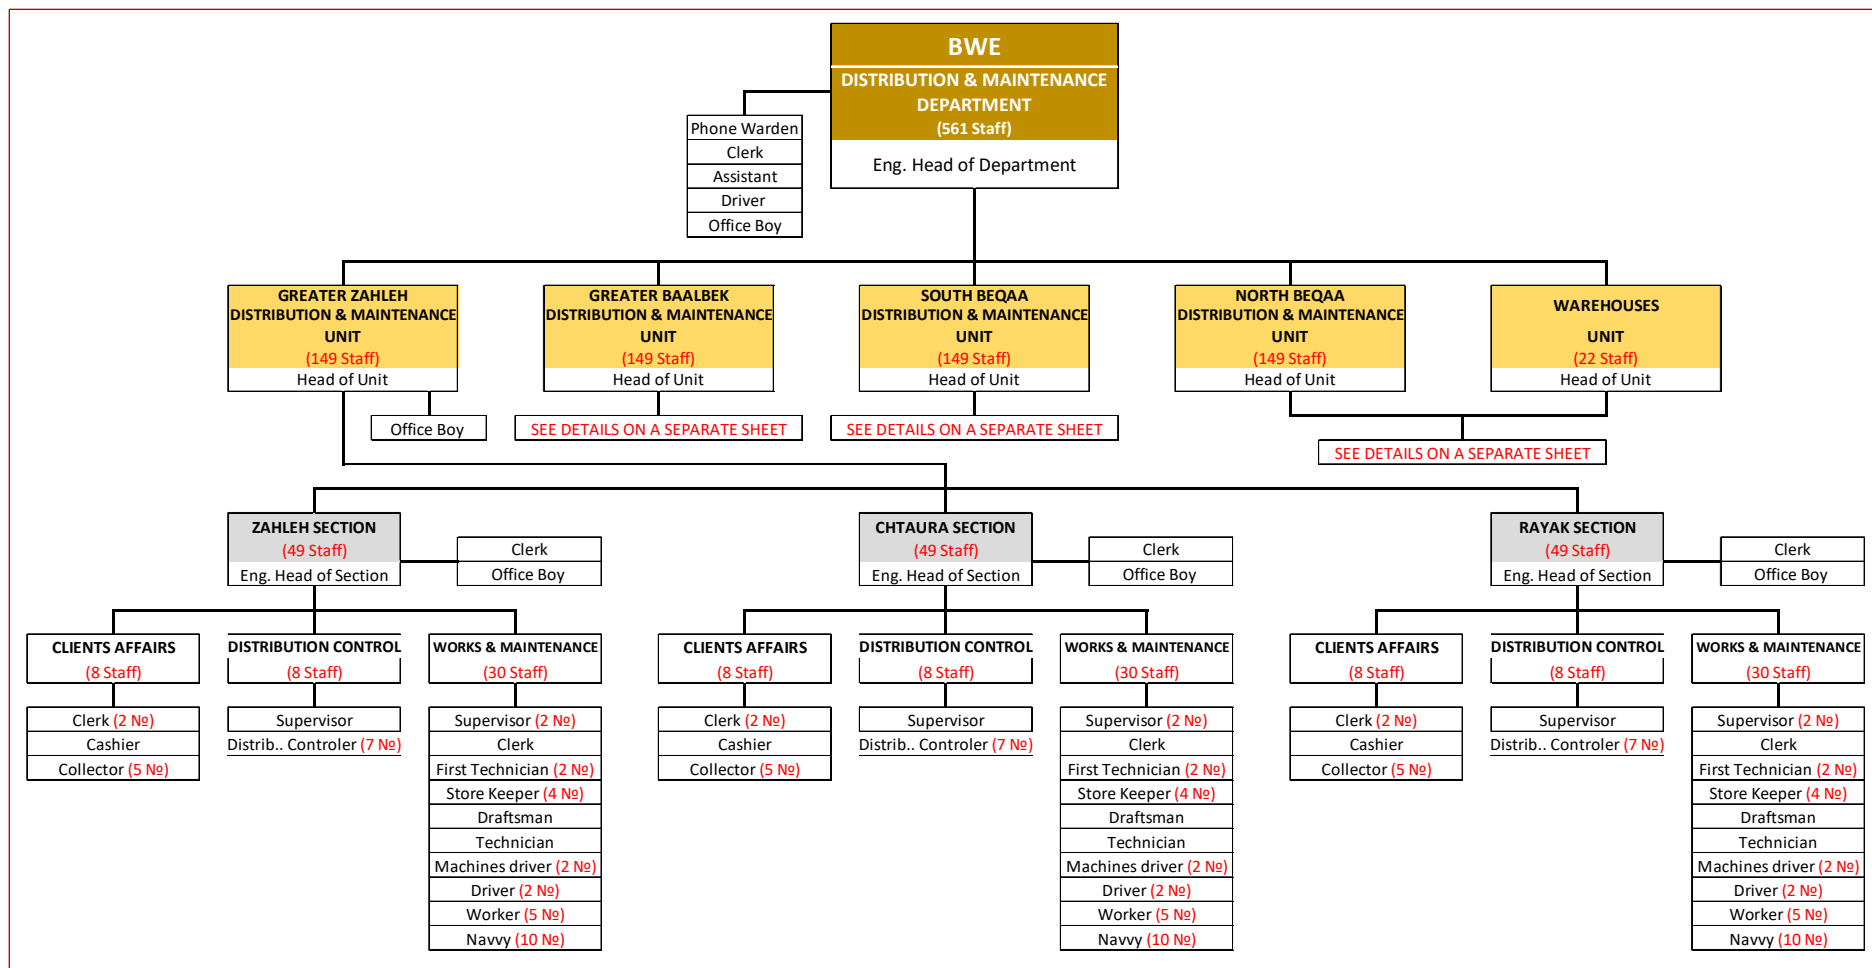 BWE
DISTRIBUTION & MAINTENANCE
DEPARTMENT
(561 Staff)
Eng. Head of Department
Phone Warden
Clerk
Assistant
Driver
Office Boy
GREATER ZAHLEH
DISTRIBUTION & MAINTENANCE
UNIT
(149 Staff)
Head of Unit
Office Boy
GREATER BAALBEK
DISTRIBUTION & MAINTENANCE
UNIT
(149 Staff)
Head of Unit
SEE DETAILS ON A SEPARATE SHEET
SOUTH BEQAA
DISTRIBUTION & MAINTENANCE
UNIT
(149 Staff)
Head of Unit
SEE DETAILS ON A SEPARATE SHEET
NORTH BEQAA
DISTRIBUTION & MAINTENANCE
UNIT
(149 Staff)
Head of Unit
WAREHOUSES
UNIT
(22 Staff)
Head of Unit
SEE DETAILS ON A SEPARATE SHEET
ZAHLEH SECTION
(49 Staff)
Eng. Head of Section
Clerk
Office Boy
CLIENTS AFFAIRS
(8 Staff)
Clerk (2 №)
Cashier
Collector (5 №)
DISTRIBUTION CONTROL
(8 Staff)
Supervisor
Distrib.. Controler (7 №)
WORKS & MAINTENANCE
(30 Staff)
Supervisor (2 №)
Clerk
First Technician (2 №)
Store Keeper (4 №)
Draftsman
Technician
Machines driver (2 №)
Driver (2 №)
Worker (5 №)
Navvy (10 №)
CHTAURA SECTION
(49 Staff)
Eng. Head of Section
Clerk
Office Boy
CLIENTS AFFAIRS
(8 Staff)
Clerk (2 №)
Cashier
Collector (5 №)
DISTRIBUTION CONTROL
(8 Staff)
Supervisor
Distrib.. Controler (7 №)
WORKS & MAINTENANCE
(30 Staff)
Supervisor (2 №)
Clerk
First Technician (2 №)
Store Keeper (4 №)
Draftsman
Technician
Machines driver (2 №)
Driver (2 №)
Worker (5 №)
Navvy (10 №)
RAYAK SECTION
(49 Staff)
Eng. Head of Section
Clerk
Office Boy
CLIENTS AFFAIRS
(8 Staff)
Clerk (2 №)
Cashier
Collector (5 №)
DISTRIBUTION CONTROL
(8 Staff)
Supervisor
Distrib.. Controler (7 №)
WORKS & MAINTENANCE
(30 Staff)
Supervisor (2 №)
Clerk
First Technician (2 №)
Store Keeper (4 №)
Draftsman
Technician
Machines driver (2 №)
Driver (2 №)
Worker (5 №)
Navvy (10 №)